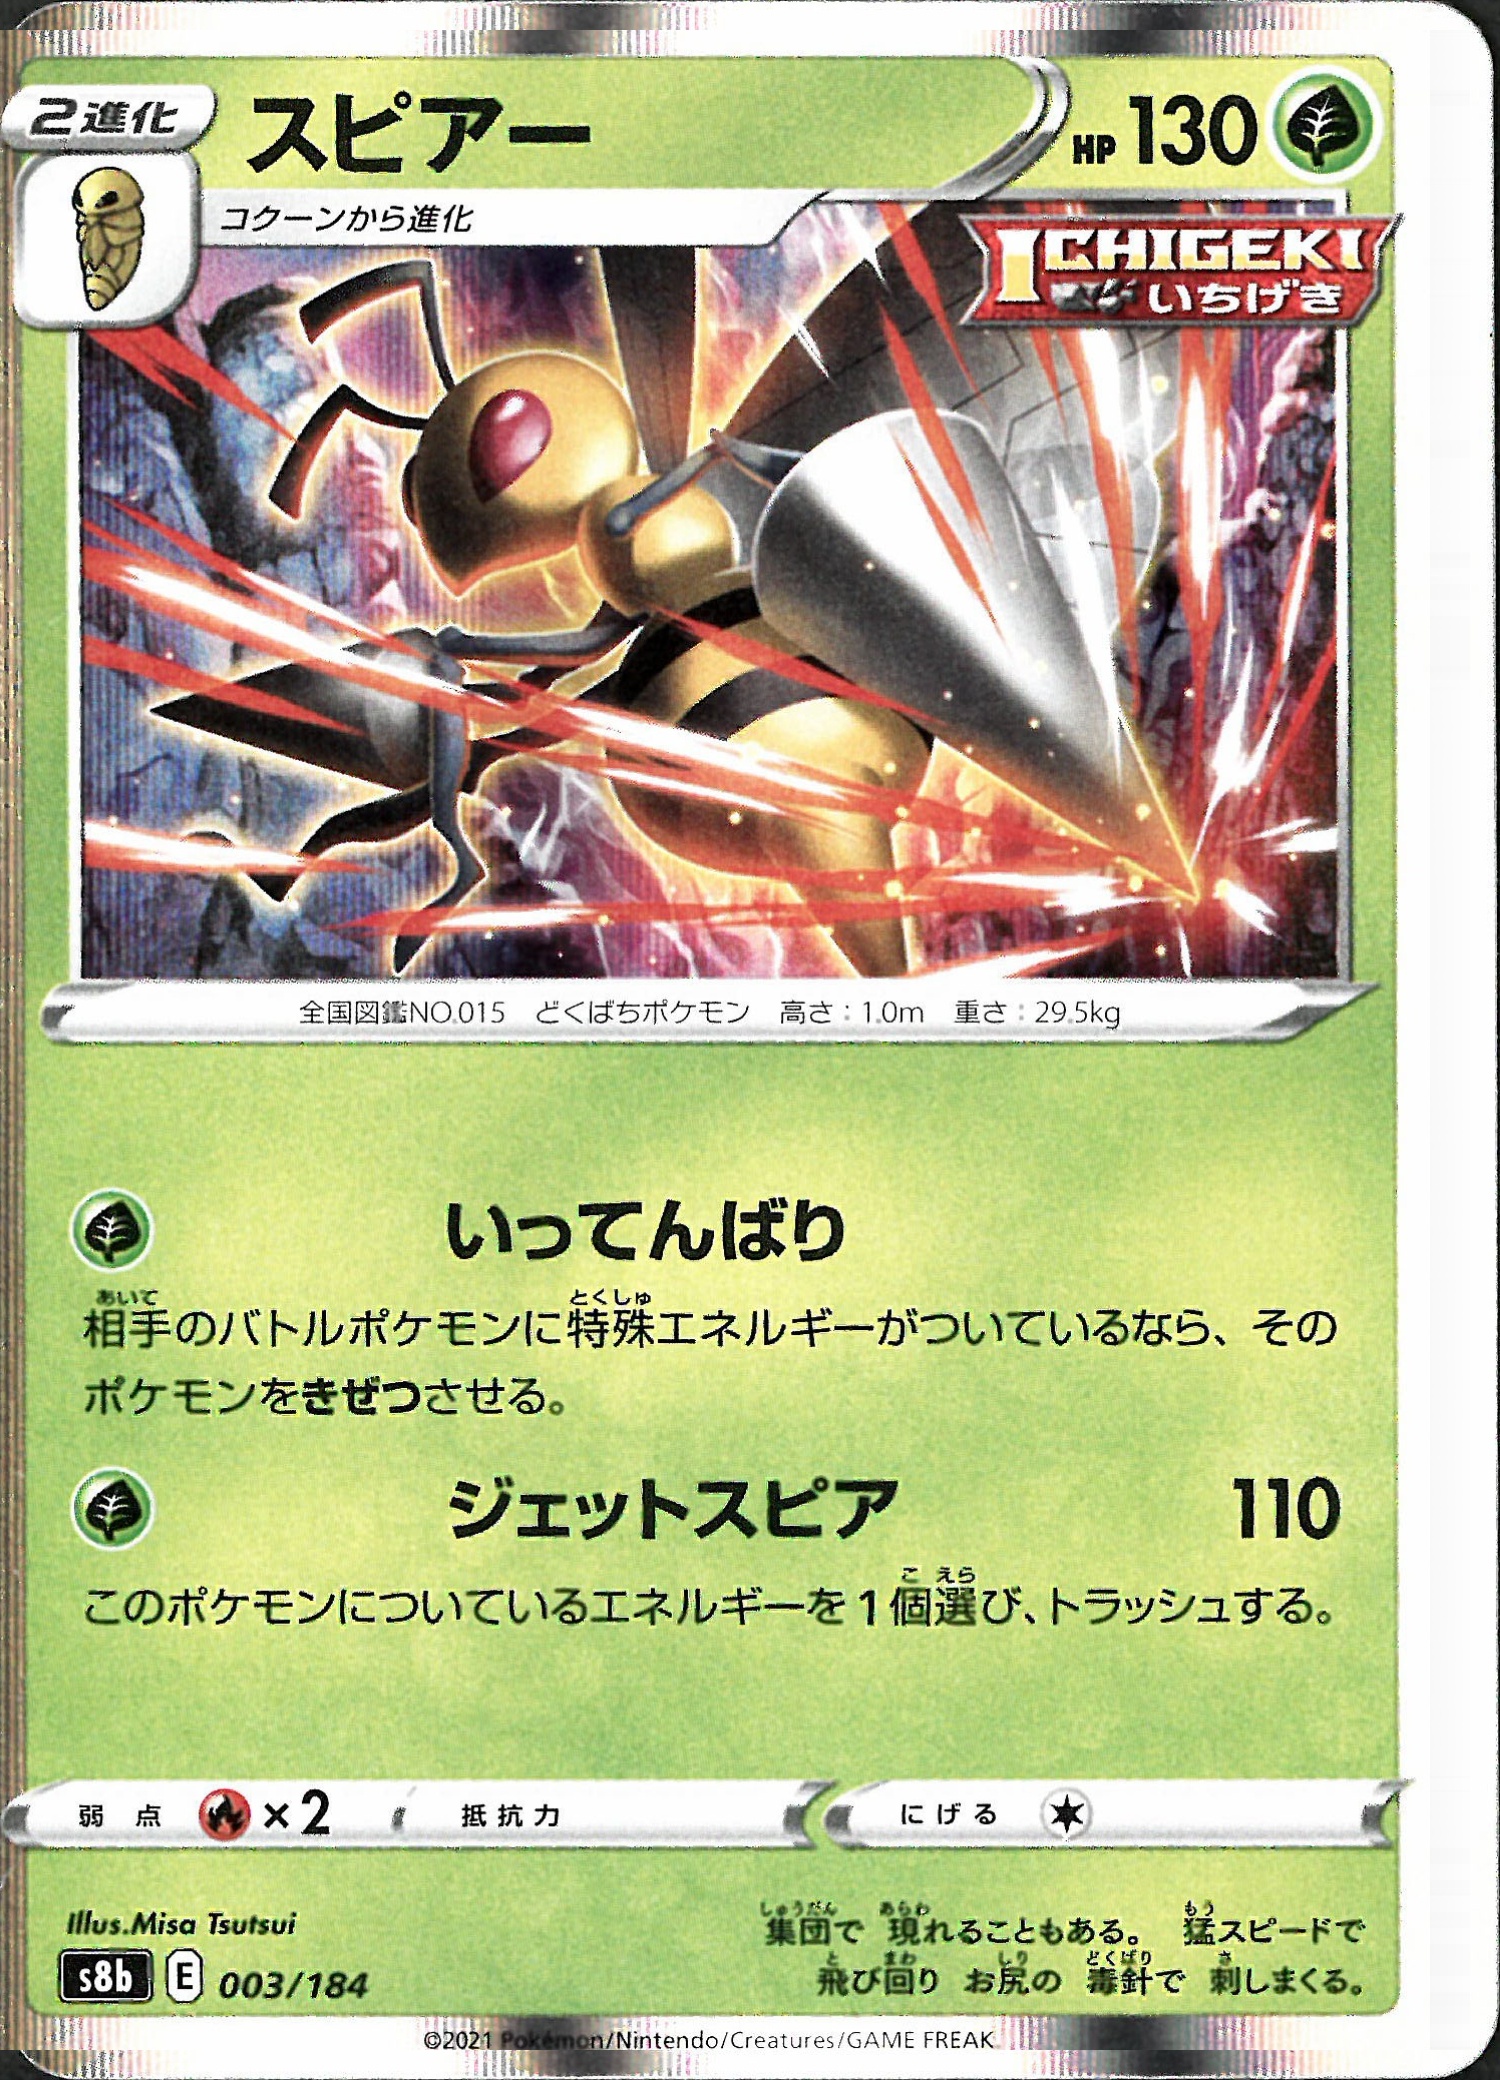 2進化
スピアー
HP 130
コクーンから進化
ICHIGEKI
いちげき
全国図鑑NO.015 どくばちポケモン 高さ:1.0m 重さ:29.5kg
いってんばり
相手のバトルポケモンに特殊エネルギーがついているなら、その
ポケモンをきぜつさせる。
ジェットスピア 110
このポケモンについているエネルギーを1個選び、トラッシュする。
弱点 ×2 抵抗力 にげる
Illus.Misa Tsutsui
s8b E 003/184
集団で 現れることもある。 猛スピードで
飛び回り お尻の 毒針で 刺しまくる。
©2021 Pokémon/Nintendo/Creatures/GAME FREAK